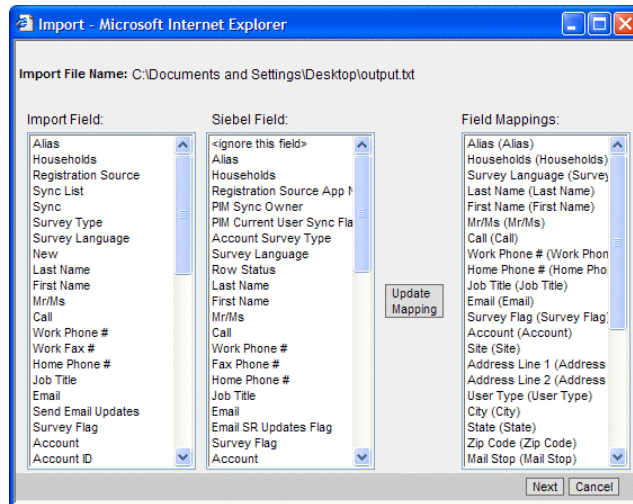 Import - Microsoft Internet Explorer
Import File Name: C:\Documents and Settings\Desktop\output.txt
Import Field:
Alias
Households
Registration Source
Sync List
Sync
Survey Type
Survey Language
New
Last Name
First Name
Mr/Ms
Call
Work Phone #
Work Fax #
Home Phone #
Job Title
Email
Send Email Updates
Survey Flag
Account
Account ID
Siebel Field:
<ignore this field>
Alias
Households
Registration Source App N
PIM Sync Owner
PIM Current User Sync Fla
Account Survey Type
Survey Language
Row Status
Last Name
First Name
Mr/Ms
Call
Work Phone #
Fax Phone #
Home Phone #
Job Title
Email
Email SR Updates Flag
Survey Flag
Account
Update
Mapping
Field Mappings:
Alias (Alias)
Households (Households)
Survey Language (Survey
Last Name (Last Name)
First Name (First Name)
Mr/Ms (Mr/Ms)
Call (Call)
Work Phone # (Work Phon
Home Phone # (Home Pho
Job Title (Job Title)
Email (Email)
Survey Flag (Survey Flag)
Account (Account)
Site (Site)
Address Line 1 (Address
Address Line 2 (Address
User Type (User Type)
City (City)
State (State)
Zip Code (Zip Code)
Mail Stop (Mail Stop)
Next
Cancel